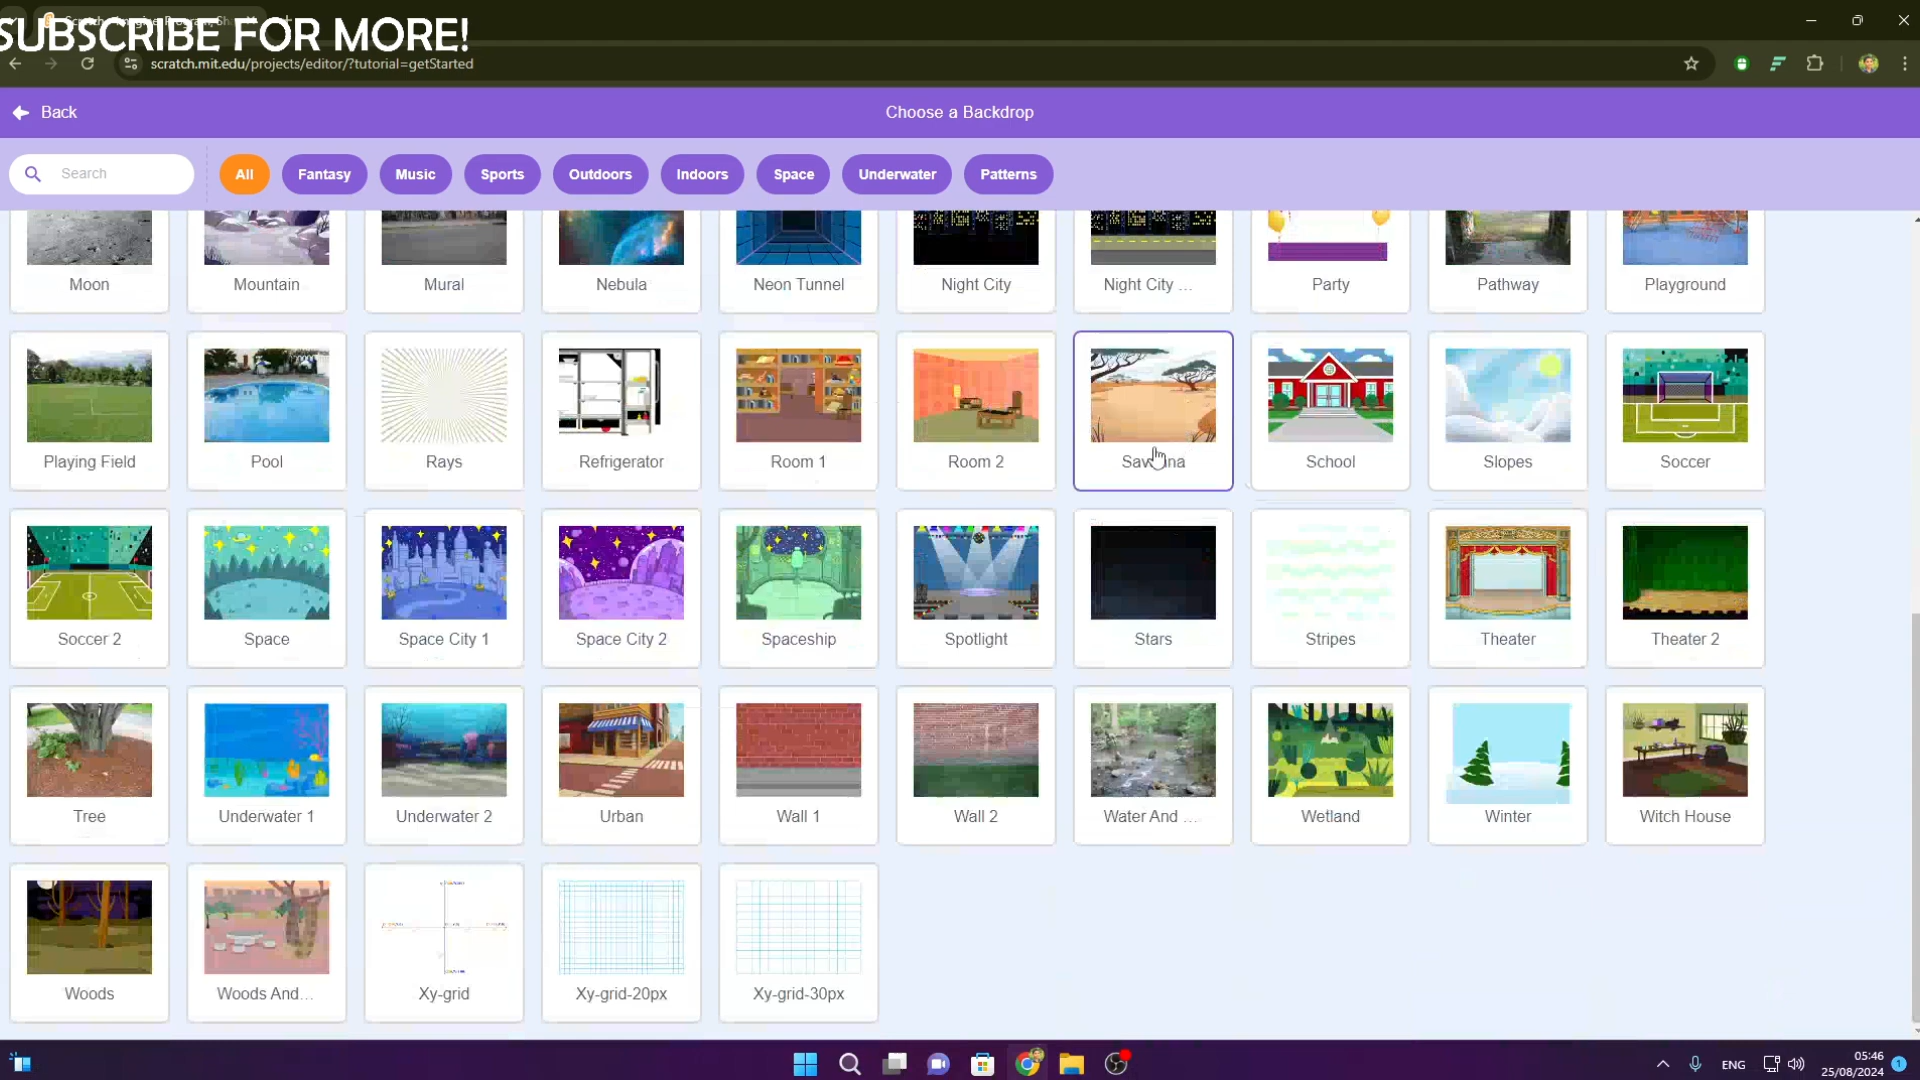 SUBSCRIBE FOR MORE!
scratch.mit.edu/projects/editor/?tutorial=getStarted
Back
Choose a Backdrop
Search
All
Fantasy
Music
Sports
Outdoors
Indoors
Space
Underwater
Patterns
Moon
Mountain
Mural
Nebula
Neon Tunnel
Night City
Night City ...
Party
Pathway
Playground
Playing Field
Pool
Rays
Refrigerator
Room 1
Room 2
Savanna
School
Slopes
Soccer
Soccer 2
Space
Space City 1
Space City 2
Spaceship
Spotlight
Stars
Stripes
Theater
Theater 2
Tree
Underwater 1
Underwater 2
Urban
Wall 1
Wall 2
Water And ...
Wetland
Winter
Witch House
Woods
Woods And...
Xy-grid
Xy-grid-20px
Xy-grid-30px
ENG
05:46
25/08/2024
1